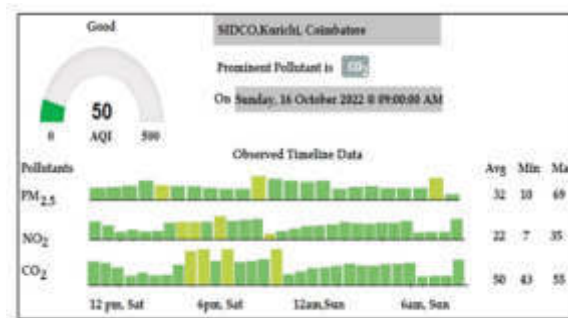 Good
SIDCO,Kurichi, Coimbatore
Prominent Pollutant is CO2
On Sunday, 16 October 2022 @ 09:00:00 AM
50
0 AQI 500
Observed Timeline Data
Pollutants Avg Min Ma
PM2.5 32 10 69
NO2 22 7 35
CO2 50 43 55
12 pm, Sat 6pm, Sat 12am,Sun 6am, Sun